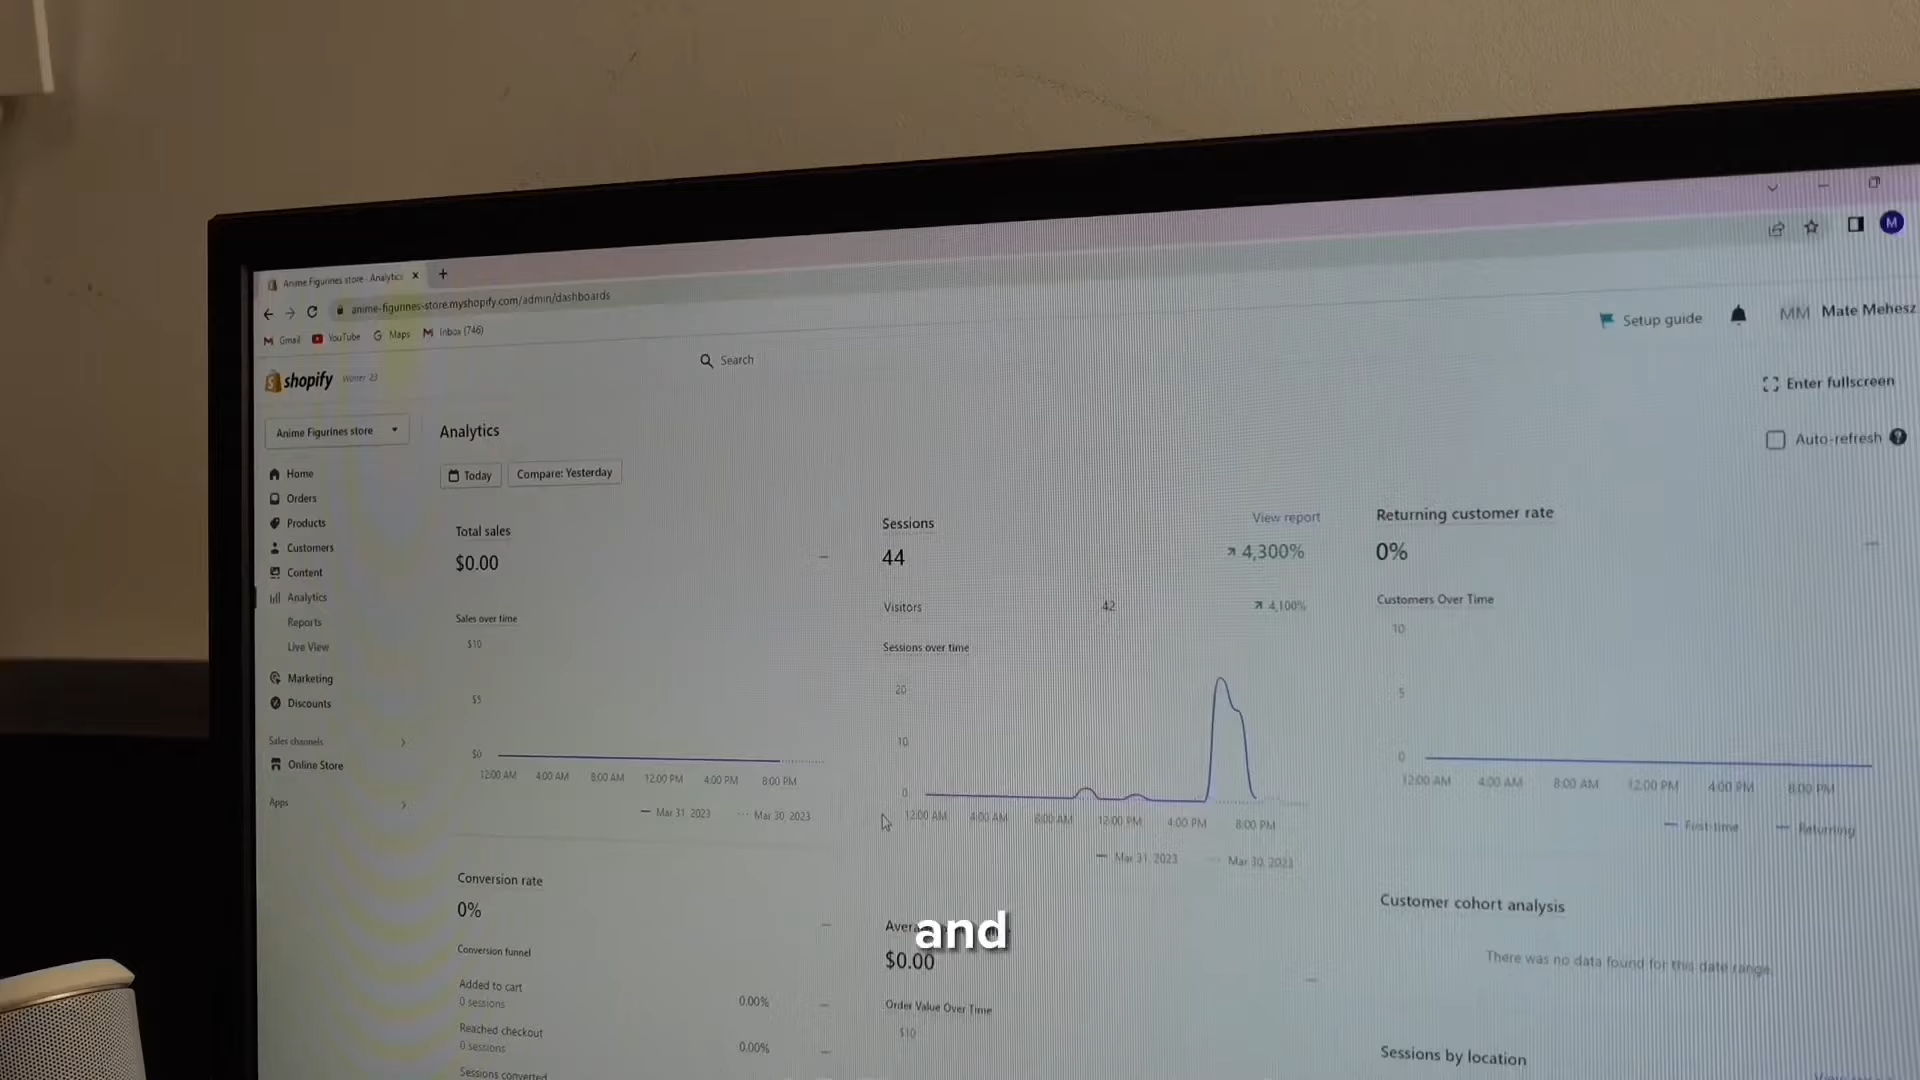 Anime Figurines store · Analytics
anime-figurines-store.myshopify.com/admin/dashboards
M
Gmail
YouTube
Maps
Inbox (746)
shopify
Winter '23
Search
Setup guide
MM
Mate Mehesz
Enter fullscreen
Auto-refresh
Anime Figurines store
Home
Orders
Products
Customers
Content
Analytics
Reports
Live View
Marketing
Discounts
Sales channels
Online Store
Apps
Analytics
Today
Compare: Yesterday
Total sales
$0.00
Sales over time
$10
$5
$0
12:00 AM 4:00 AM 8:00 AM 12:00 PM 4:00 PM 8:00 PM
Mar 31, 2023 Mar 30, 2023
Sessions
View report
44
4,300%
Visitors 42 4,100%
Sessions over time
20
10
0
12:00 AM 4:00 AM 8:00 AM 12:00 PM 4:00 PM 8:00 PM
Mar 31, 2023 Mar 30, 2023
Returning customer rate
0%
Customers Over Time
10
5
0
12:00 AM 4:00 AM 8:00 AM 12:00 PM 4:00 PM 8:00 PM
First-time Returning
Conversion rate
0%
Conversion funnel
Added to cart
0 sessions
0.00%
Reached checkout
0 sessions
0.00%
Sessions converted
and
$0.00
Order Value Over Time
$10
Customer cohort analysis
There was no data found for this date range.
Sessions by location